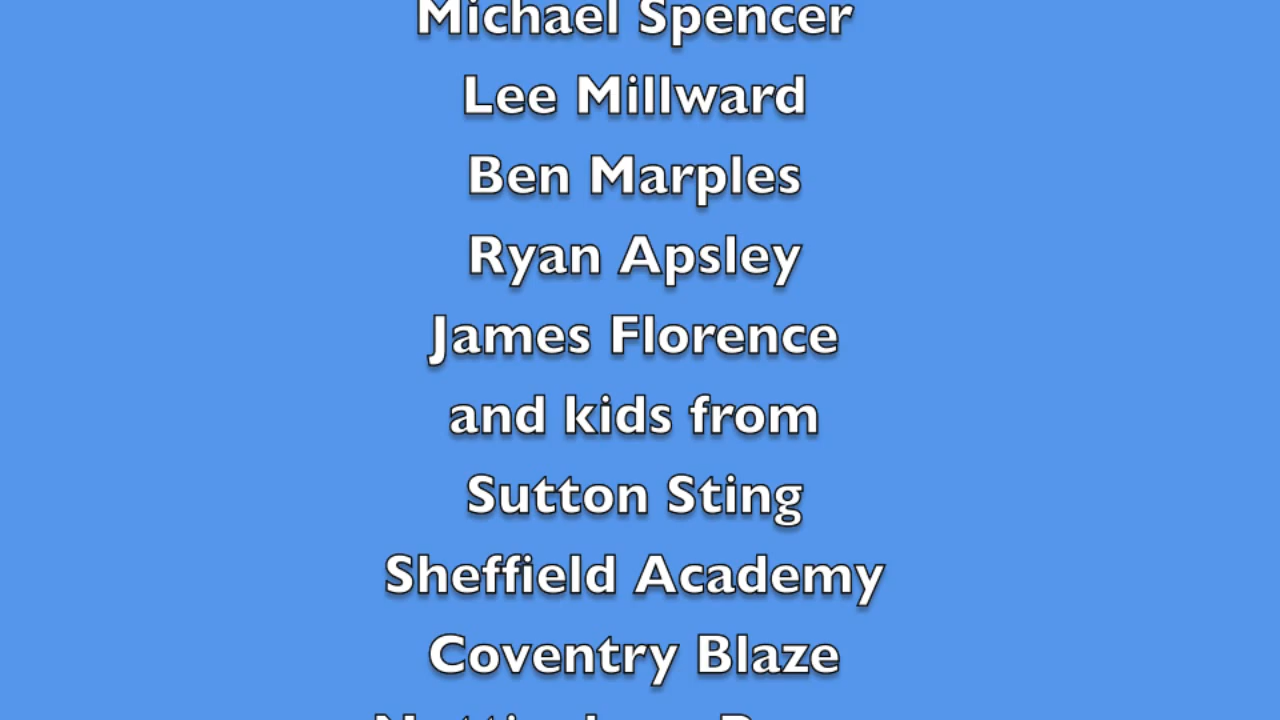 Michael Spencer
Lee Millward
Ben Marples
Ryan Apsley
James Florence
and kids from
Sutton Sting
Sheffield Academy
Coventry Blaze